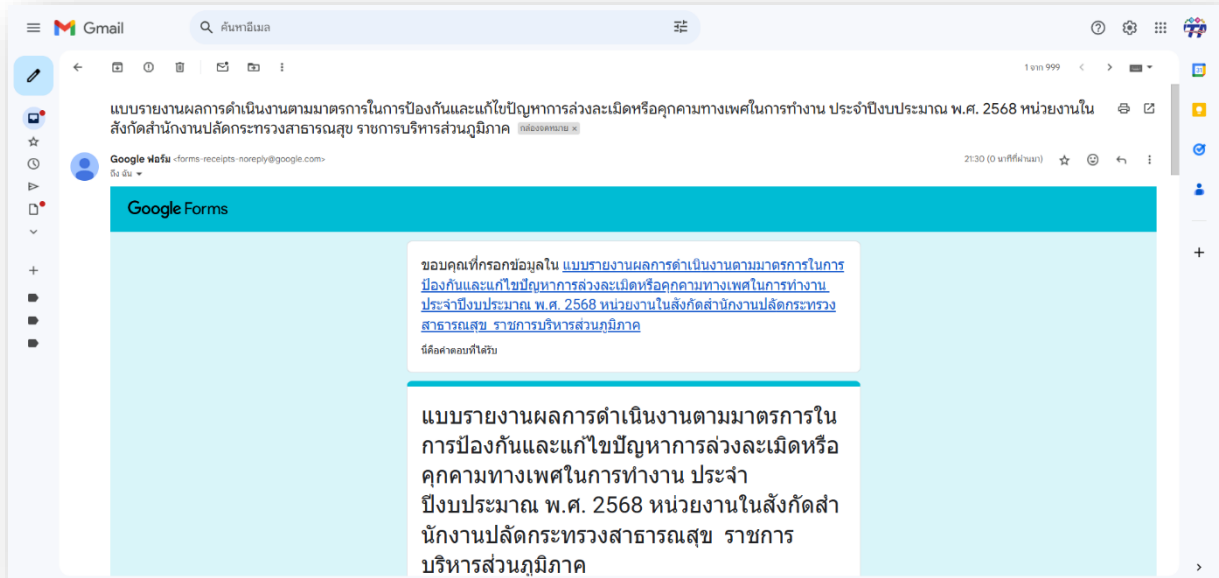 Gmail
ค้นหาอีเมล
1 จาก 999
แบบรายงานผลการดำเนินงานตามมาตรการในการป้องกันและแก้ไขปัญหาการล่วงละเมิดหรือคุกคามทางเพศในการทำงาน ประจำปีงบประมาณ พ.ศ. 2568 หน่วยงานใน
สังกัดสำนักงานปลัดกระทรวงสาธารณสุข ราชการบริหารส่วนภูมิภาค กล่องจดหมาย ×
Google ฟอร์ม <forms-receipts-noreply@google.com>
21:30 (0 นาทีที่ผ่านมา)
ถึง ฉัน
Google Forms
ขอบคุณที่กรอกข้อมูลใน แบบรายงานผลการดำเนินงานตามมาตรการในการ
ป้องกันและแก้ไขปัญหาการล่วงละเมิดหรือคุกคามทางเพศในการทำงาน
ประจำปีงบประมาณ พ.ศ. 2568 หน่วยงานในสังกัดสำนักงานปลัดกระทรวง
สาธารณสุข ราชการบริหารส่วนภูมิภาค
นี่คือคำตอบที่ได้รับ
แบบรายงานผลการดำเนินงานตามมาตรการใน
การป้องกันและแก้ไขปัญหาการล่วงละเมิดหรือ
คุกคามทางเพศในการทำงาน ประจำ
ปีงบประมาณ พ.ศ. 2568 หน่วยงานในสังกัดสำ
นักงานปลัดกระทรวงสาธารณสุข ราชการ
บริหารส่วนภูมิภาค